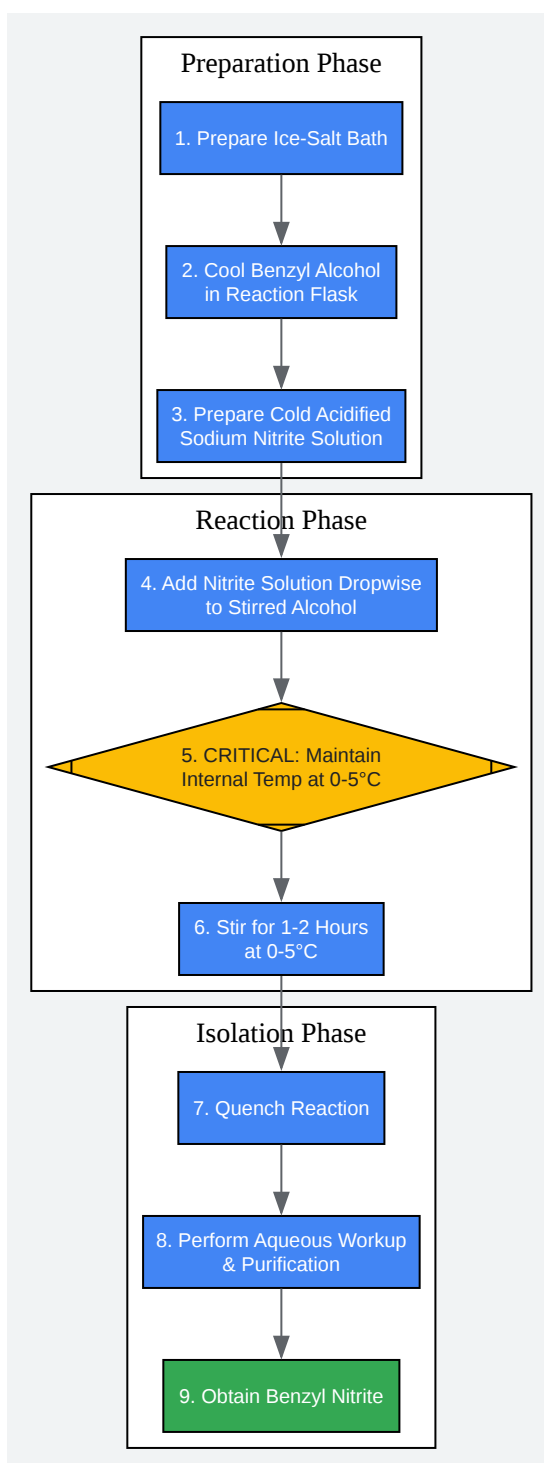 Preparation Phase
1. Prepare Ice-Salt Bath
2. Cool Benzyl Alcohol
in Reaction Flask
3. Prepare Cold Acidified
Sodium Nitrite Solution
Reaction Phase
4. Add Nitrite Solution Dropwise
to Stirred Alcohol
5. CRITICAL: Maintain
Internal Temp at 0-5°C
6. Stir for 1-2 Hours
at 0-5°C
Isolation Phase
7. Quench Reaction
8. Perform Aqueous Workup
& Purification
9. Obtain Benzyl Nitrite